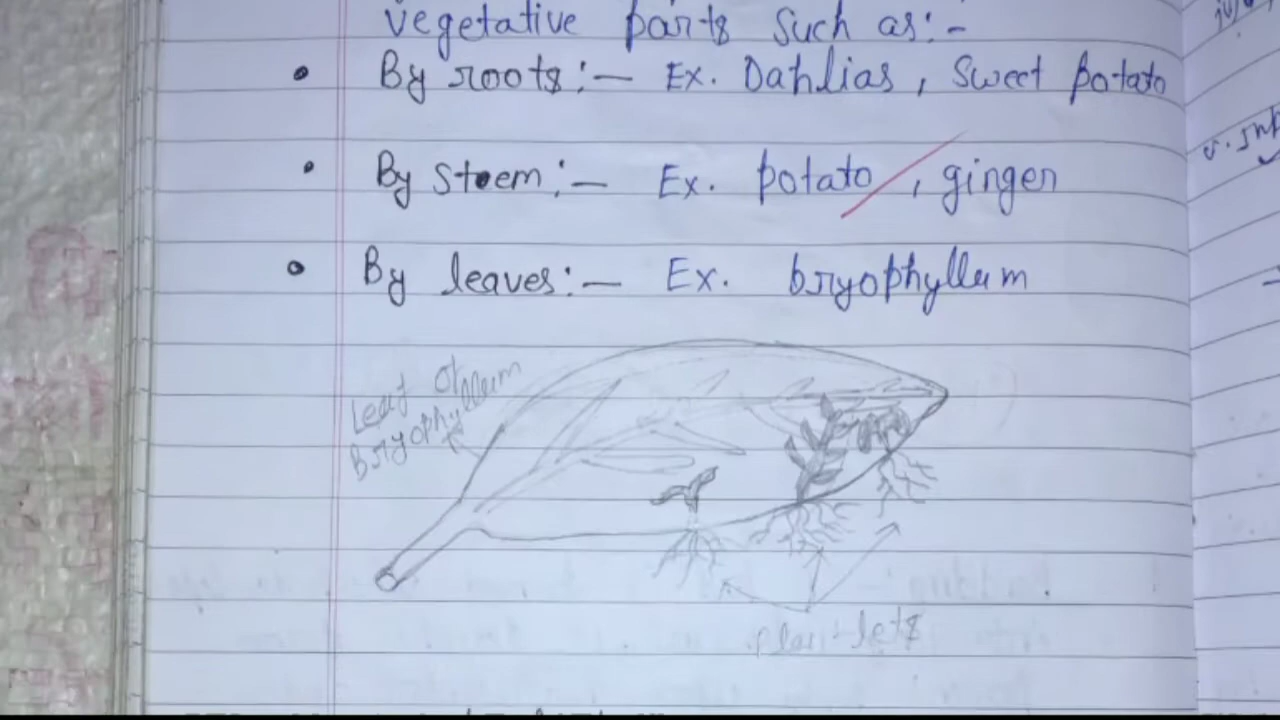 vegetative parts such as:-
• By roots:— Ex. Dahlias, Sweet potato
• By Stem:— Ex. potato, ginger
• By leaves:— Ex. bryophyllum
Leaf of
Bryophyllum
plantlets